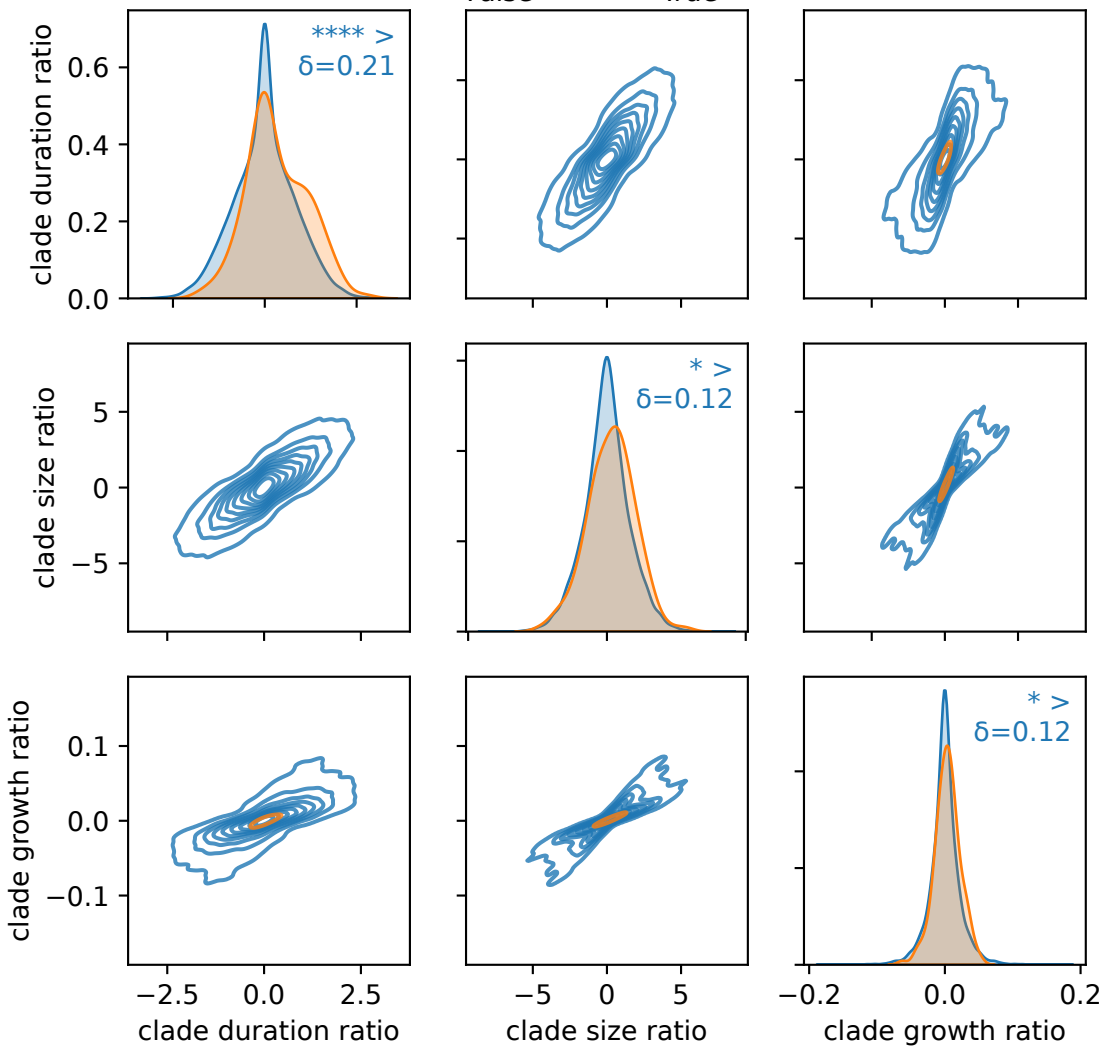 clade duration ratio
0.6
0.4
0.2
0.0
**** >
δ=0.21
clade size ratio
5
0
−5
* >
δ=0.12
clade growth ratio
0.1
0.0
−0.1
* >
δ=0.12
−2.5 0.0 2.5
clade duration ratio
−5 0 5
clade size ratio
−0.2 0.0 0.2
clade growth ratio